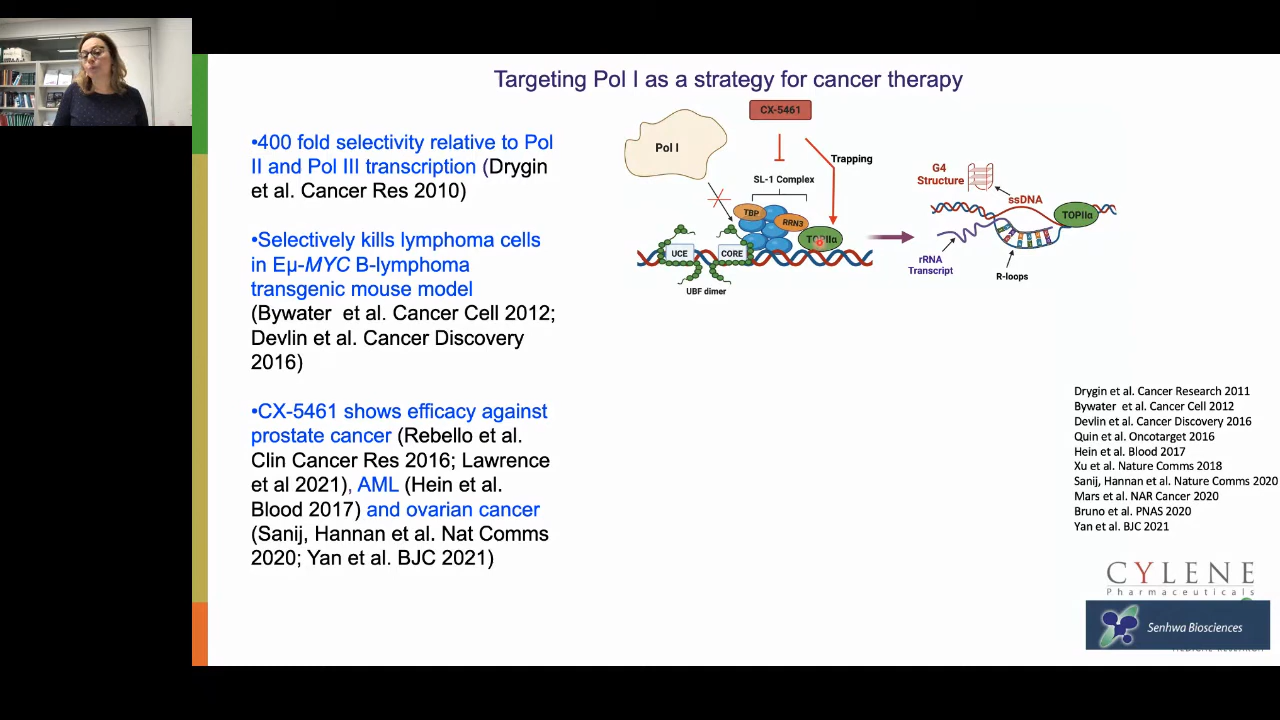 Targeting Pol I as a strategy for cancer therapy
•400 fold selectivity relative to Pol
II and Pol III transcription (Drygin
et al. Cancer Res 2010)
•Selectively kills lymphoma cells
in Eµ-MYC B-lymphoma
transgenic mouse model
(Bywater et al. Cancer Cell 2012;
Devlin et al. Cancer Discovery
2016)
•CX-5461 shows efficacy against
prostate cancer (Rebello et al.
Clin Cancer Res 2016; Lawrence
et al 2021), AML (Hein et al.
Blood 2017) and ovarian cancer
(Sanij, Hannan et al. Nat Comms
2020; Yan et al. BJC 2021)
CX-5461
Pol I
Trapping
SL-1 Complex
TBP
RRN3
TOPIIα
UCE
CORE
UBF dimer
G4
Structure
ssDNA
TOPIIα
rRNA
Transcript
R-loops
Drygin et al. Cancer Research 2011
Bywater et al. Cancer Cell 2012
Devlin et al. Cancer Discovery 2016
Quin et al. Oncotarget 2016
Hein et al. Blood 2017
Xu et al. Nature Comms 2018
Sanij, Hannan et al. Nature Comms 2020
Mars et al. NAR Cancer 2020
Bruno et al. PNAS 2020
Yan et al. BJC 2021
CYLENE
Pharmaceuticals
Senhwa Biosciences